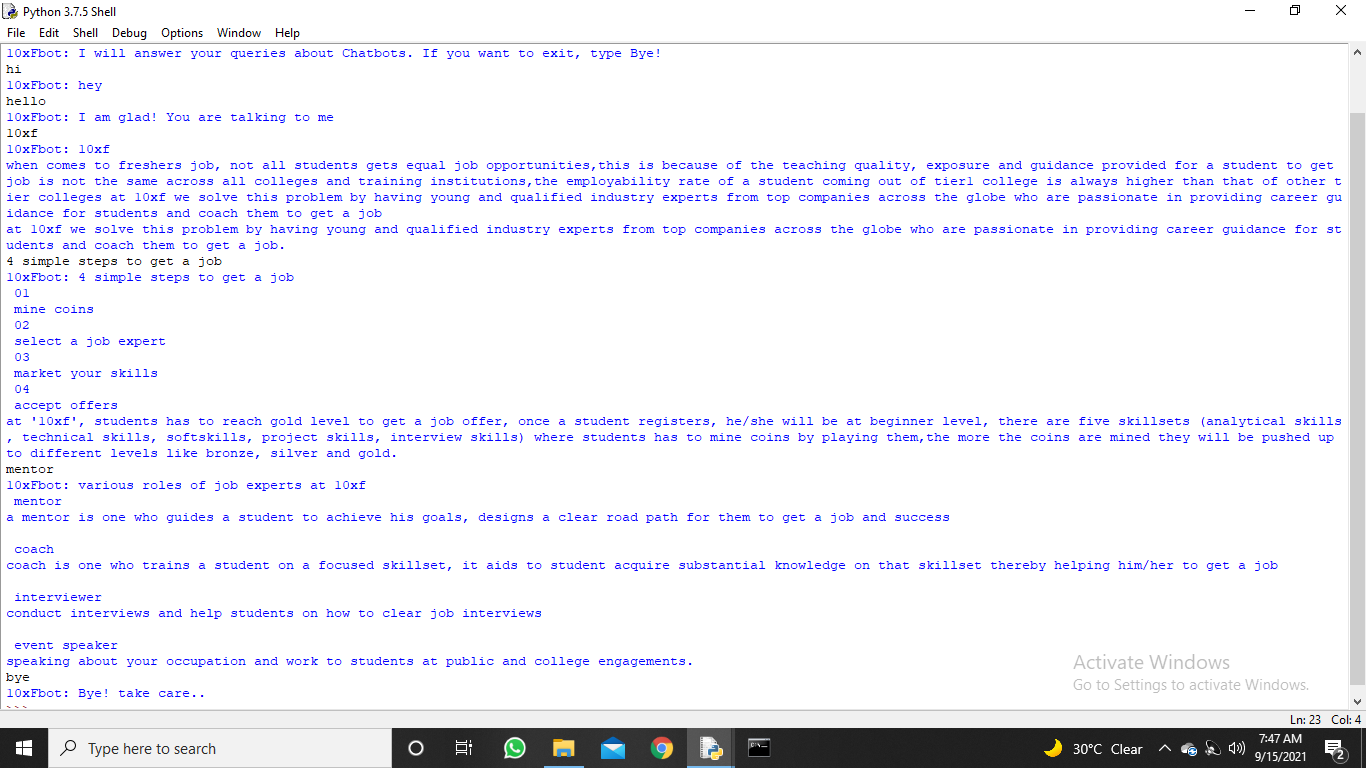 Python 3.7.5 Shell
File Edit Shell Debug Options Window Help
10xFbot: I will answer your queries about Chatbots. If you want to exit, type Bye!
hi
10xFbot: hey
hello
10xFbot: I am glad! You are talking to me
10xf
10xFbot: 10xf
when comes to freshers job, not all students gets equal job opportunities,this is because of the teaching quality, exposure and guidance provided for a student to get
job is not the same across all colleges and training institutions,the employability rate of a student coming out of tier1 college is always higher than that of other t
ier colleges at 10xf we solve this problem by having young and qualified industry experts from top companies across the globe who are passionate in providing career gu
idance for students and coach them to get a job
at 10xf we solve this problem by having young and qualified industry experts from top companies across the globe who are passionate in providing career guidance for st
udents and coach them to get a job.
4 simple steps to get a job
10xFbot: 4 simple steps to get a job
01
mine coins
02
select a job expert
03
market your skills
04
accept offers
at '10xf', students has to reach gold level to get a job offer, once a student registers, he/she will be at beginner level, there are five skillsets (analytical skills
, technical skills, softskills, project skills, interview skills) where students has to mine coins by playing them,the more the coins are mined they will be pushed up
to different levels like bronze, silver and gold.
mentor
10xFbot: various roles of job experts at 10xf
mentor
a mentor is one who guides a student to achieve his goals, designs a clear road path for them to get a job and success
coach
coach is one who trains a student on a focused skillset, it aids to student acquire substantial knowledge on that skillset thereby helping him/her to get a job
interviewer
conduct interviews and help students on how to clear job interviews
event speaker
speaking about your occupation and work to students at public and college engagements.
bye
10xFbot: Bye! take care..
>>>
Activate Windows
Go to Settings to activate Windows.
Ln: 23 Col: 4
Type here to search
30°C Clear
7:47 AM
9/15/2021
2